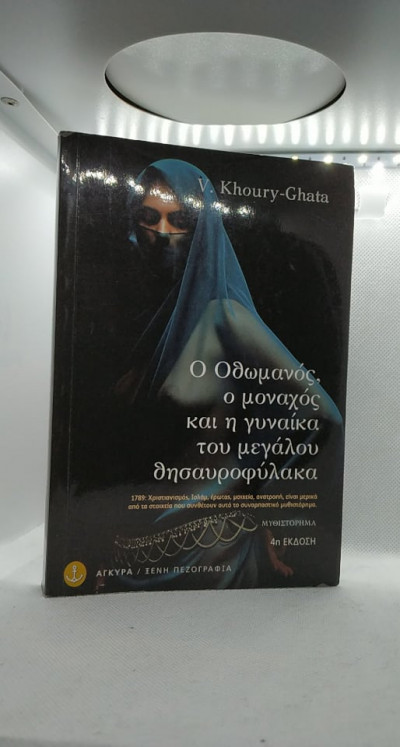 V. Khoury-Ghata
Ο Οθωμανός,
ο μοναχός
και η γυναίκα
του μεγάλου
θησαυροφύλακα
1789: Χριστιανισμός, Ισλάμ, έρωτας, μοιχεία, ανατροπή, είναι μερικά
από τα στοιχεία που συνθέτουν αυτό το συναρπαστικό μυθιστόρημα.
ΜΥΘΙΣΤΟΡΗΜΑ
4η ΕΚΔΟΣΗ
ΑΓΚΥΡΑ / ΞΕΝΗ ΠΕΖΟΓΡΑΦΙΑ